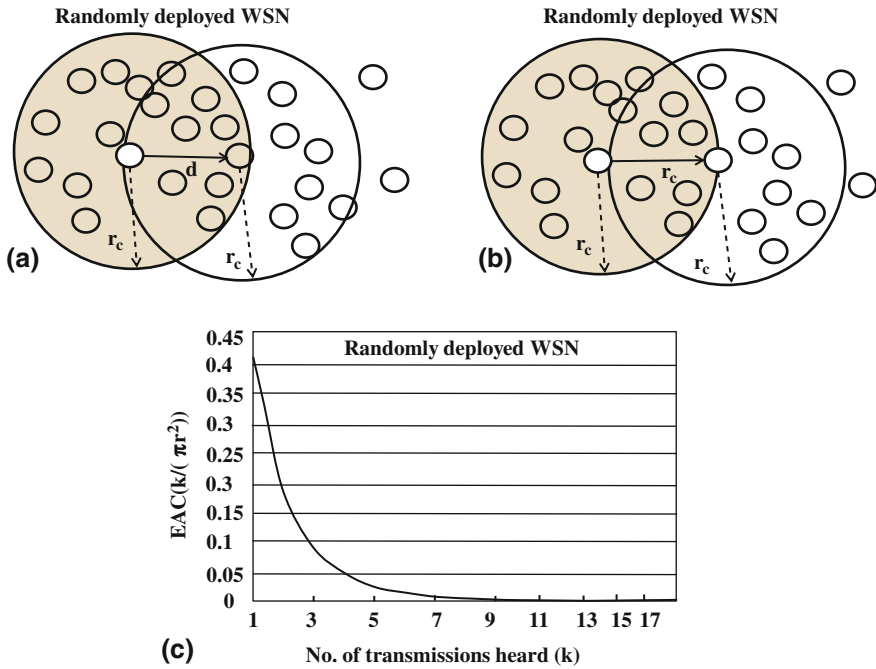 Randomly deployed WSN
d
r_c
r_c
(a)
Randomly deployed WSN
r_c
r_c
r_c
(b)
Randomly deployed WSN
EAC(k/( πr²))
0.45
0.4
0.35
0.3
0.25
0.3
0.15
0.1
0.05
0
1 3 5 7 9 11 13 15 17
No. of transmissions heard (k)
(c)